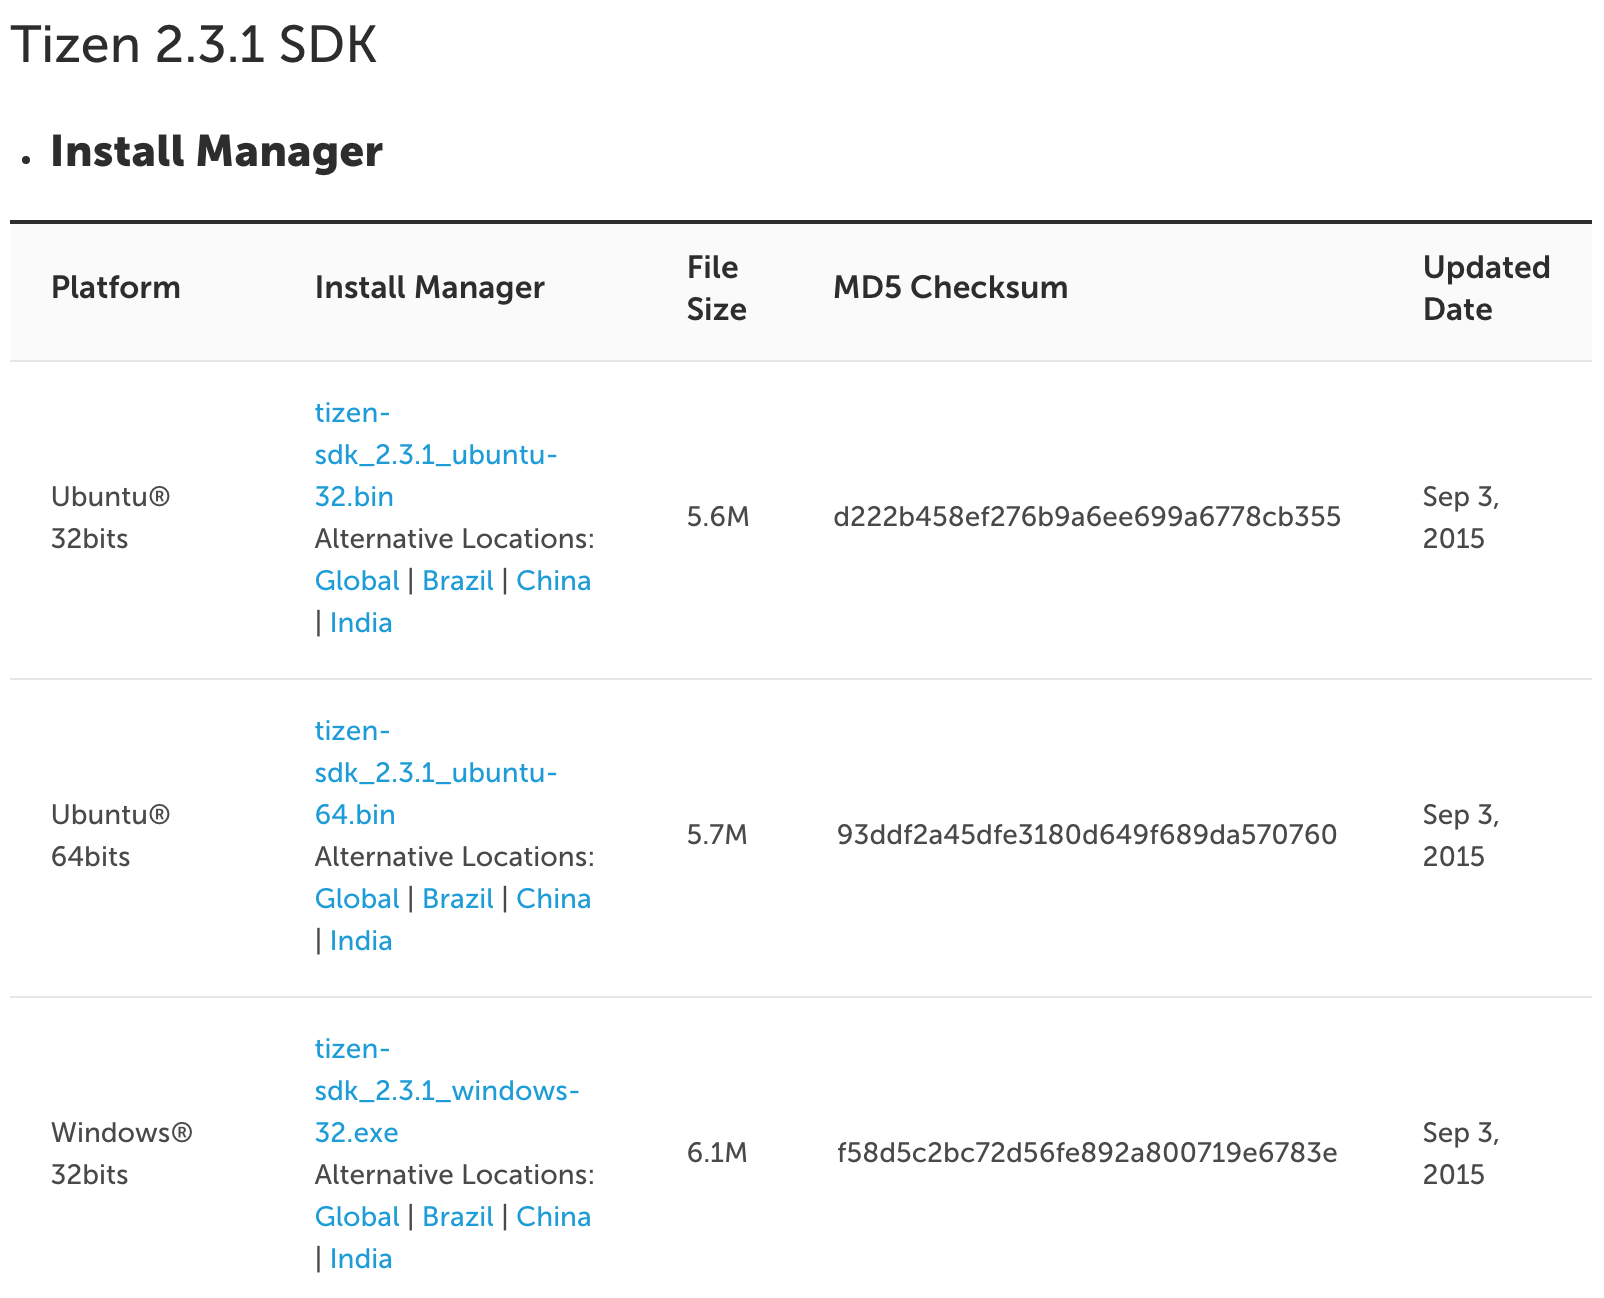 Tizen 2.3.1 SDK
• Install Manager
Platform Install Manager File Size MD5 Checksum Updated Date
tizen-
sdk_2.3.1_ubuntu-
32.bin
Ubuntu®
32bits
Alternative Locations:
Global | Brazil | China
| India
5.6M
d222b458ef276b9a6ee699a6778cb355
Sep 3,
2015
tizen-
sdk_2.3.1_ubuntu-
64.bin
Ubuntu®
64bits
Alternative Locations:
Global | Brazil | China
| India
5.7M
93ddf2a45dfe3180d649f689da570760
Sep 3,
2015
tizen-
sdk_2.3.1_windows-
32.exe
Windows®
32bits
Alternative Locations:
Global | Brazil | China
| India
6.1M
f58d5c2bc72d56fe892a800719e6783e
Sep 3,
2015